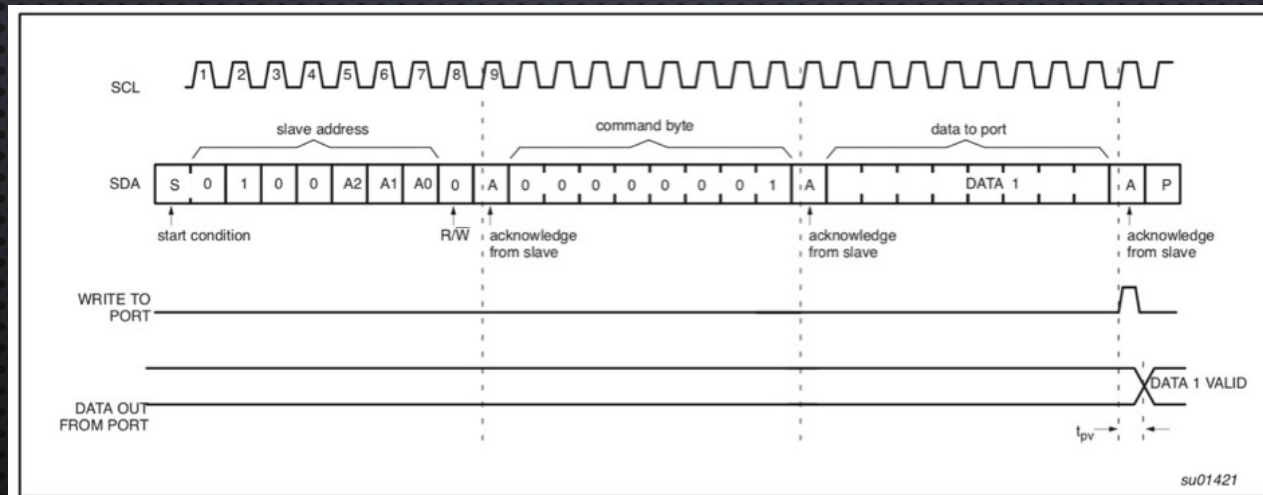 SCL 1 2 3 4 5 6 7 8 9
slave address command byte data to port
SDA S 0 1 0 0 A2 A1 A0 0 A 0 0 0 0 0 0 0 1 A DATA 1 A P
start condition R/W̅ acknowledge from slave acknowledge from slave acknowledge from slave
WRITE TO
PORT
DATA 1 VALID
DATA OUT
FROM PORT
tpv
su01421